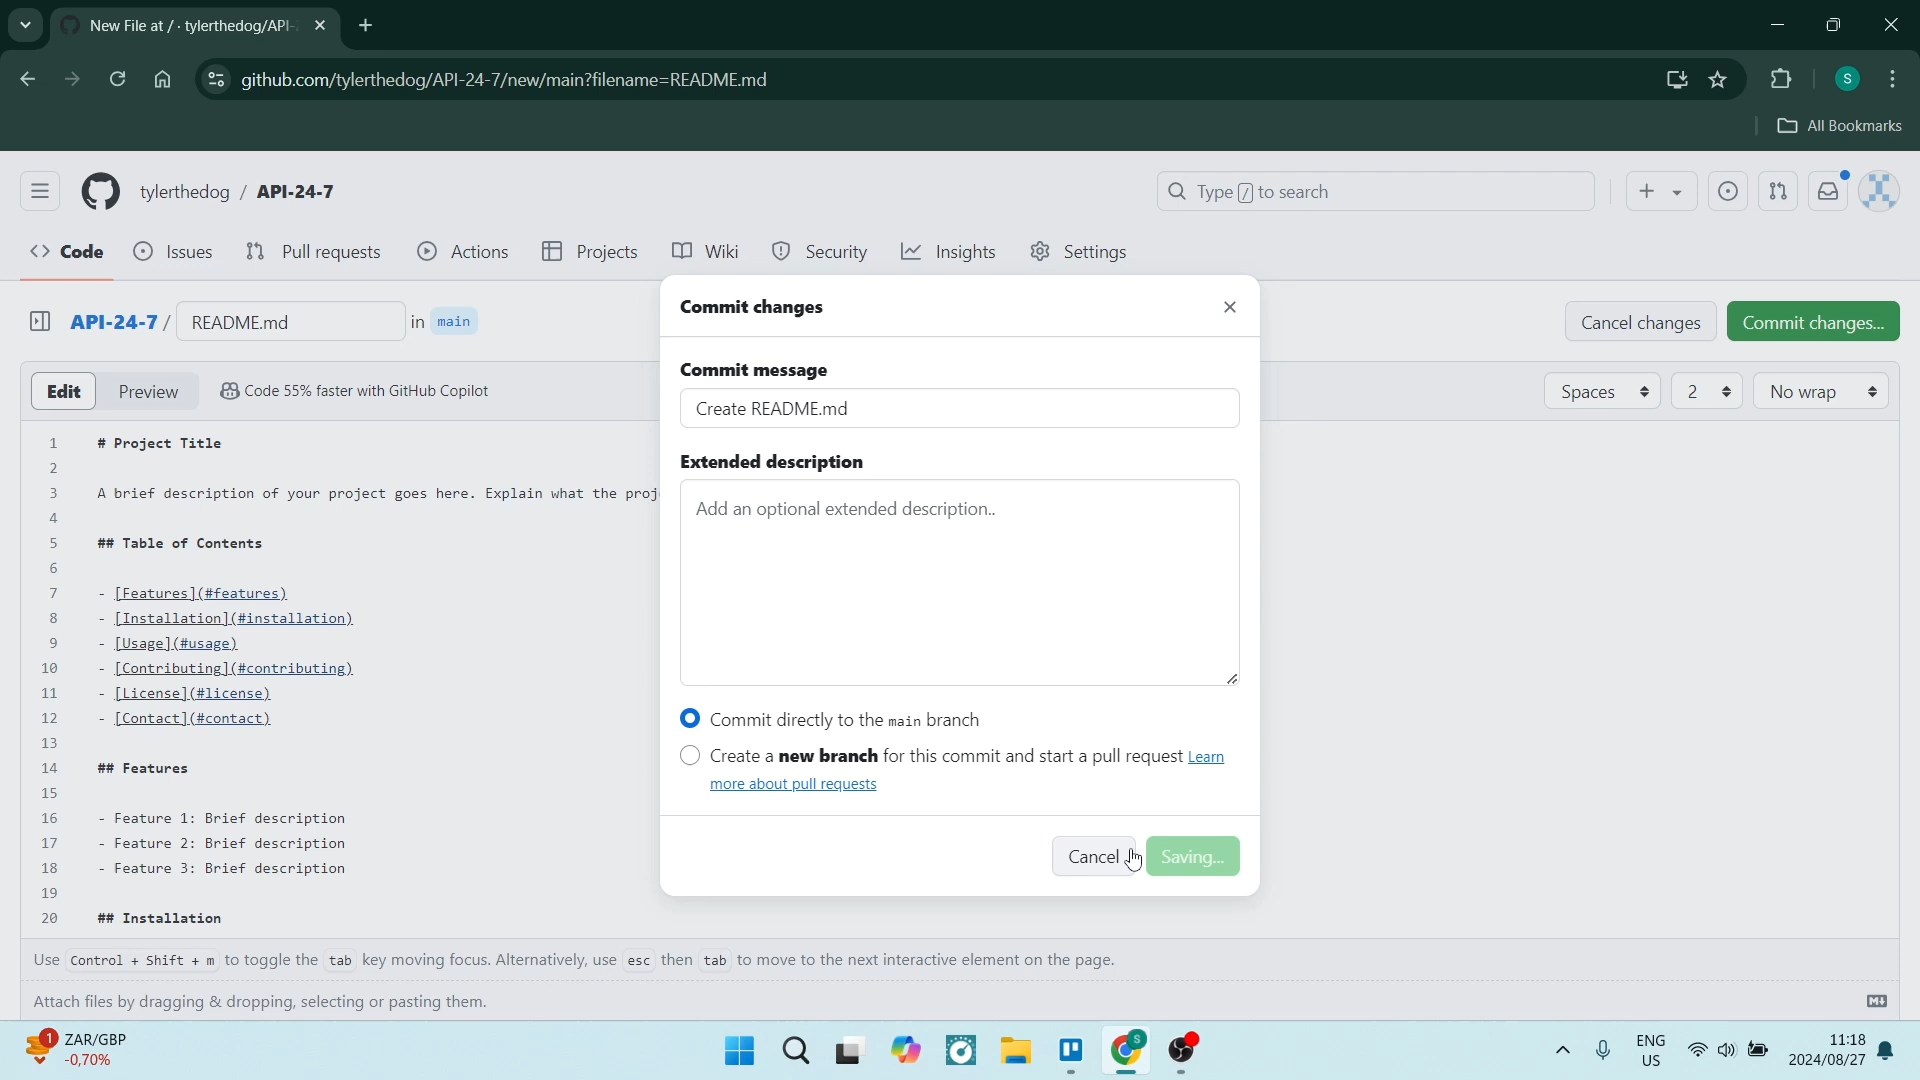 New File at / · tylerthedog/API-
github.com/tylerthedog/API-24-7/new/main?filename=README.md
S
All Bookmarks
tylerthedog / API-24-7
Type / to search
Code Issues Pull requests Actions Projects Wiki Security Insights Settings
API-24-7 / README.md in main
Cancel changes Commit changes...
Edit Preview Code 55% faster with GitHub Copilot
Spaces 2 No wrap
1 # Project Title
2
3 A brief description of your project goes here. Explain what the proj
4
5 ## Table of Contents
6
7 - [Features](#features)
8 - [Installation](#installation)
9 - [Usage](#usage)
10 - [Contributing](#contributing)
11 - [License](#license)
12 - [Contact](#contact)
13
14 ## Features
15
16 - Feature 1: Brief description
17 - Feature 2: Brief description
18 - Feature 3: Brief description
19
20 ## Installation
Commit changes
Commit message
Create README.md
Extended description
Add an optional extended description..
Commit directly to the main branch
Create a new branch for this commit and start a pull request Learn
more about pull requests
Cancel Saving...
Use Control + Shift + m to toggle the tab key moving focus. Alternatively, use esc then tab to move to the next interactive element on the page.
Attach files by dragging & dropping, selecting or pasting them.
1 ZAR/GBP
-0,70%
S
ENG
US
11:18
2024/08/27